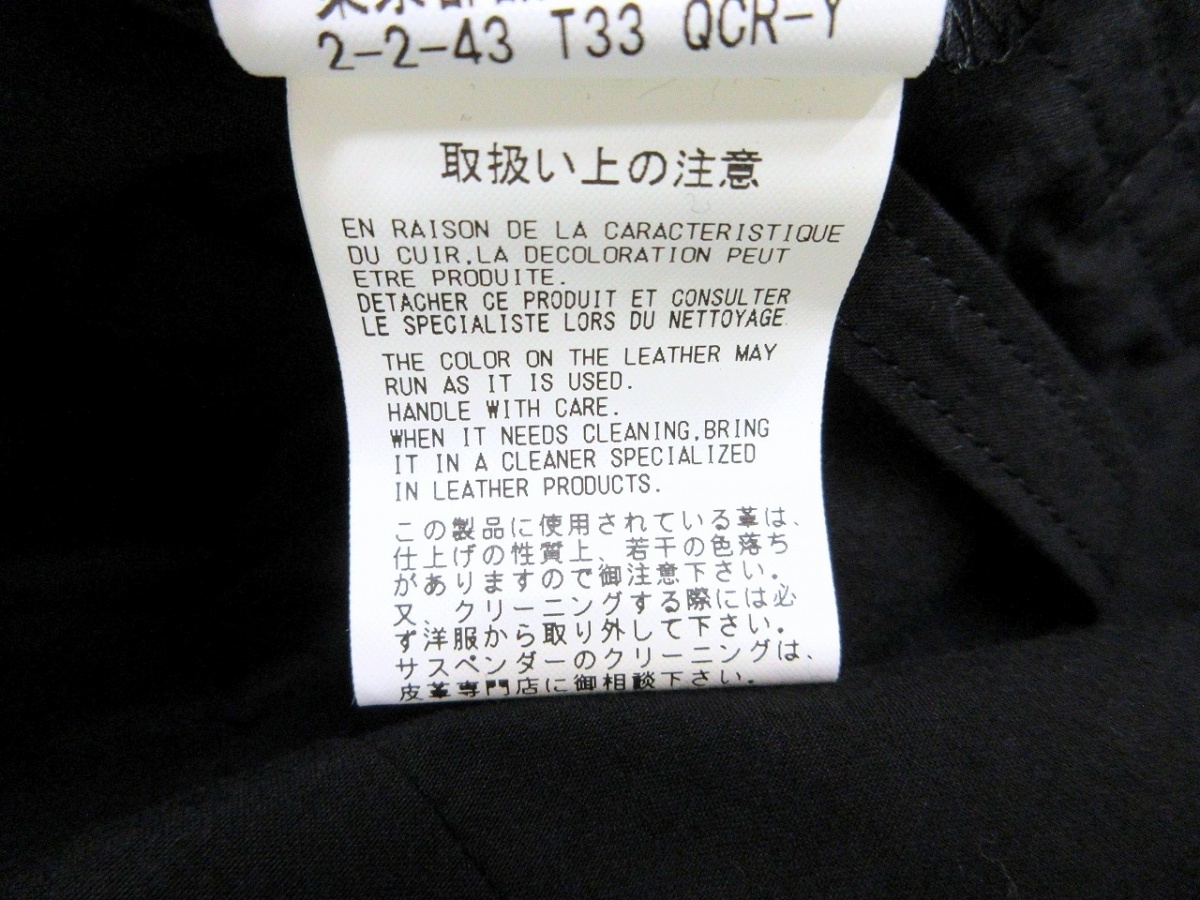 2-2-43 T33 QCR-Y
取扱い上の注意
EN RAISON DE LA CARACTERISTIQUE
DU CUIR,LA DECOLORATION PEUT
ETRE PRODUITE.
DETACHER CE PRODUIT ET CONSULTER
LE SPECIALISTE LORS DU NETTOYAGE
THE COLOR ON THE LEATHER MAY
RUN AS IT IS USED.
HANDLE WITH CARE.
WHEN IT NEEDS CLEANING,BRING
IT IN A CLEANER SPECIALIZED
IN LEATHER PRODUCTS.
この製品に使用されている革は、
仕上げの性質上、若干の色落ち
がありますので御注意下さい。
又、クリーニングする際には必
ず洋服から取り外して下さい。
サスペンダーのクリーニングは、
皮革専門店に御相談下さい。